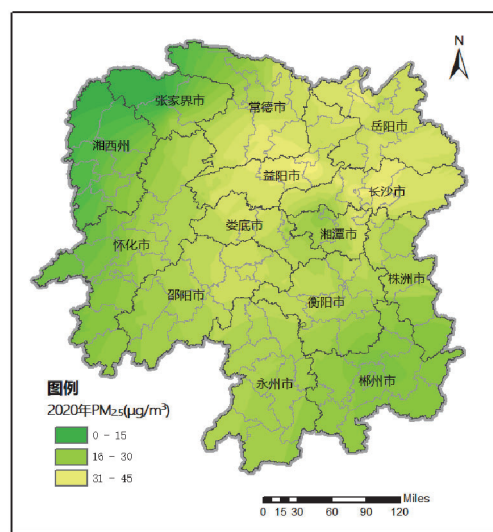 N
张家界市
常德市
岳阳市
湘西州
益阳市
长沙市
娄底市
湘潭市
怀化市
株洲市
邵阳市
衡阳市
永州市
郴州市
图例
2020年PM2.5(μg/m³)
0 - 15
16 - 30
31 - 45
Miles
0 15 30 60 90 120